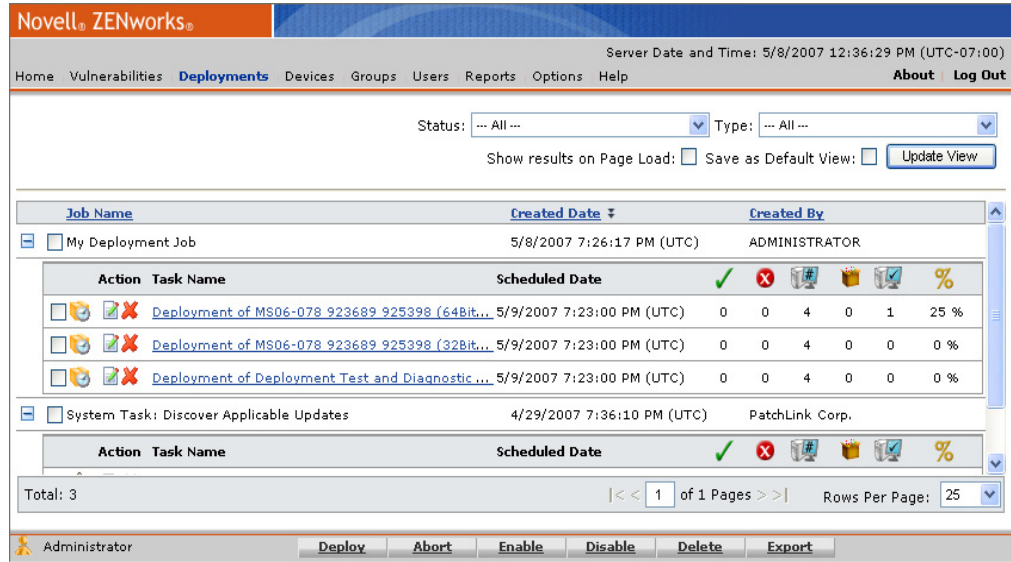 Novell® ZENworks®
Server Date and Time: 5/8/2007 12:36:29 PM (UTC-07:00)
Home Vulnerabilities Deployments Devices Groups Users Reports Options Help About Log Out
Status: --- All --- Type: --- All ---
Show results on Page Load: Save as Default View: Update View
Job Name Created Date Created By
My Deployment Job 5/8/2007 7:26:17 PM (UTC) ADMINISTRATOR
Action Task Name Scheduled Date # %
Deployment of MS06-078 923689 925398 (64Bit... 5/9/2007 7:23:00 PM (UTC) 0 0 4 0 1 25 %
Deployment of MS06-078 923689 925398 (32Bit... 5/9/2007 7:23:00 PM (UTC) 0 0 4 0 0 0 %
Deployment of Deployment Test and Diagnostic ... 5/9/2007 7:23:00 PM (UTC) 0 0 4 0 0 0 %
System Task: Discover Applicable Updates 4/29/2007 7:36:10 PM (UTC) PatchLink Corp.
Action Task Name Scheduled Date # %
Total: 3 |< < 1 of 1 Pages > >| Rows Per Page: 25
Administrator Deploy Abort Enable Disable Delete Export